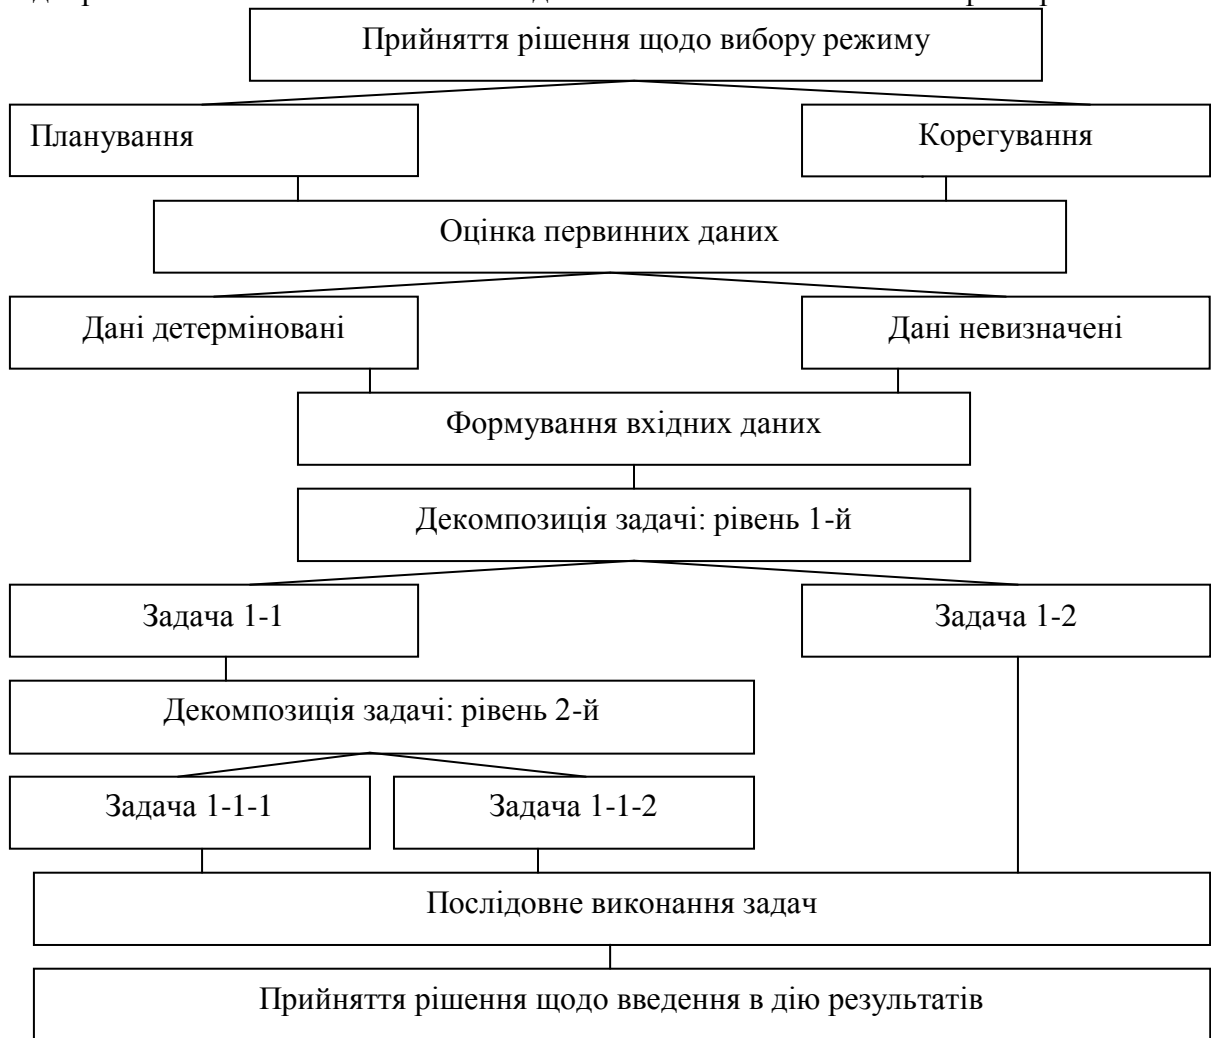 Прийняття рішення щодо вибору режиму
Планування
Корегування
Оцінка первинних даних
Дані детерміновані
Дані невизначені
Формування вхідних даних
Декомпозиція задачі: рівень 1-й
Задача 1-1
Задача 1-2
Декомпозиція задачі: рівень 2-й
Задача 1-1-1
Задача 1-1-2
Послідовне виконання задач
Прийняття рішення щодо введення в дію результатів